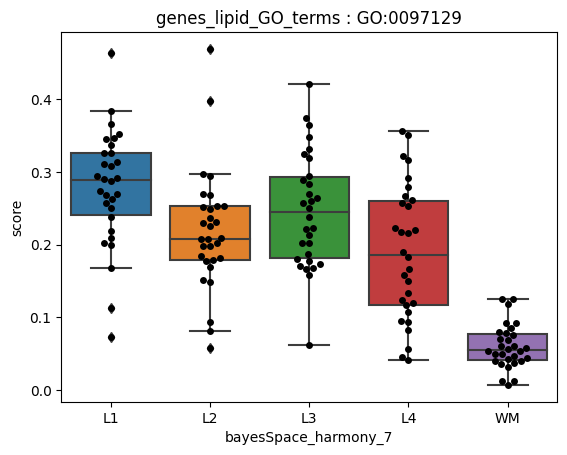 genes_lipid_GO_terms : GO:0097129
score
0.4
0.3
0.2
0.1
0.0
L1 L2 L3 L4 WM
bayesSpace_harmony_7